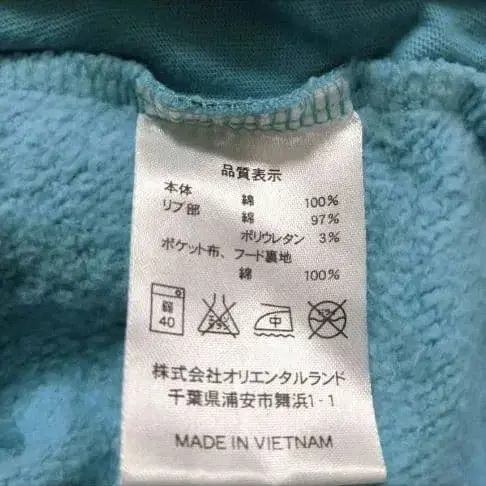 品質表示
本体 綿 100%
リブ部 綿 97%
ポリウレタン 3%
ポケット布、フード裏地
綿 100%
弱
40
中
株式会社オリエンタルランド
千葉県浦安市舞浜1-1
MADE IN VIETNAM